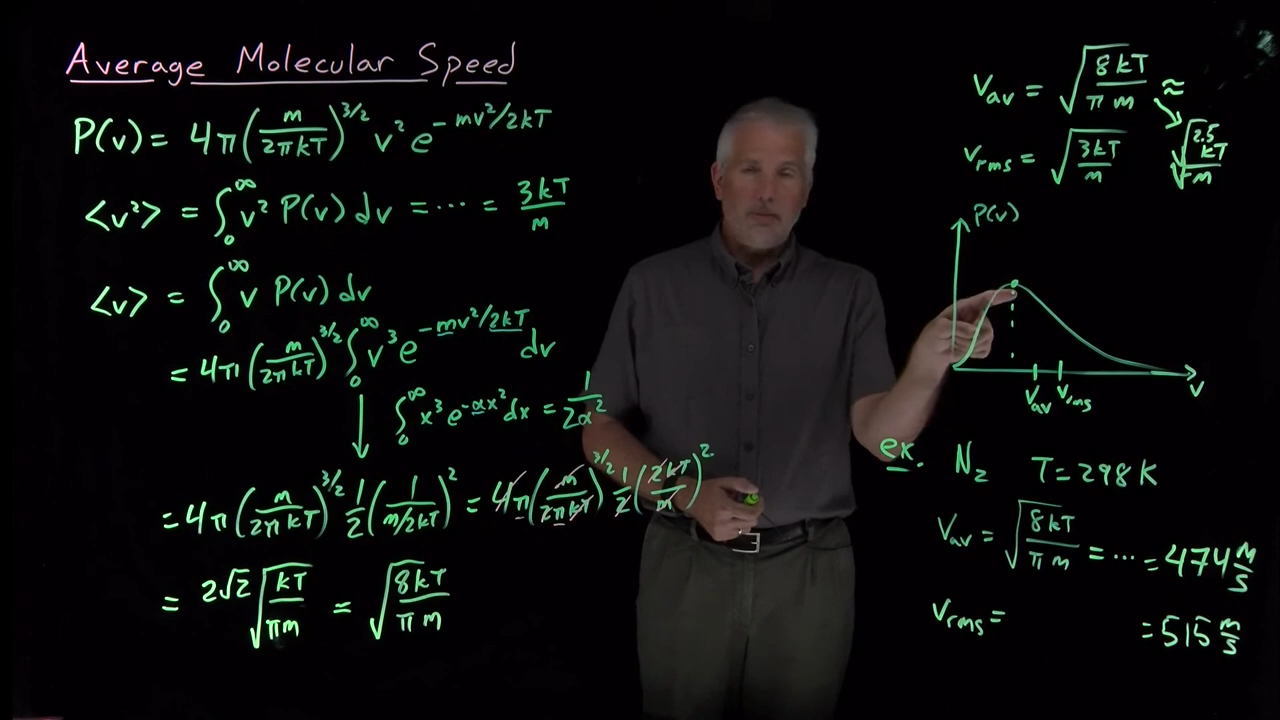 Average Molecular Speed
P(v) = 4π(m/2πkT)^3/2 v² e^-mv²/2kT
<v²> = ∫₀^∞ v² P(v) dv = ··· = 3kT/m
<v> = ∫₀^∞ v P(v) dv
= 4π(m/2πkT)^3/2 ∫₀^∞ v³ e^-mv²/2kT dv
∫₀^∞ x³ e^-αx² dx = 1/2α²
= 4π(m/2πkT)^3/2 1/2 (1/m/2kT)² = 4π(m/2πkT)^3/2 1/2 (2kT/m)²
= 2√2 √(kT/πm) = √(8kT/πm)
Vav = √(8kT/πm) ≈ √(2.5kT/m)
Vrms = √(3kT/m)
P(v)
Vav Vrms v
ex. N₂ T=298K
Vav = √(8kT/πm) = ··· = 474 m/s
Vrms = = 515 m/s